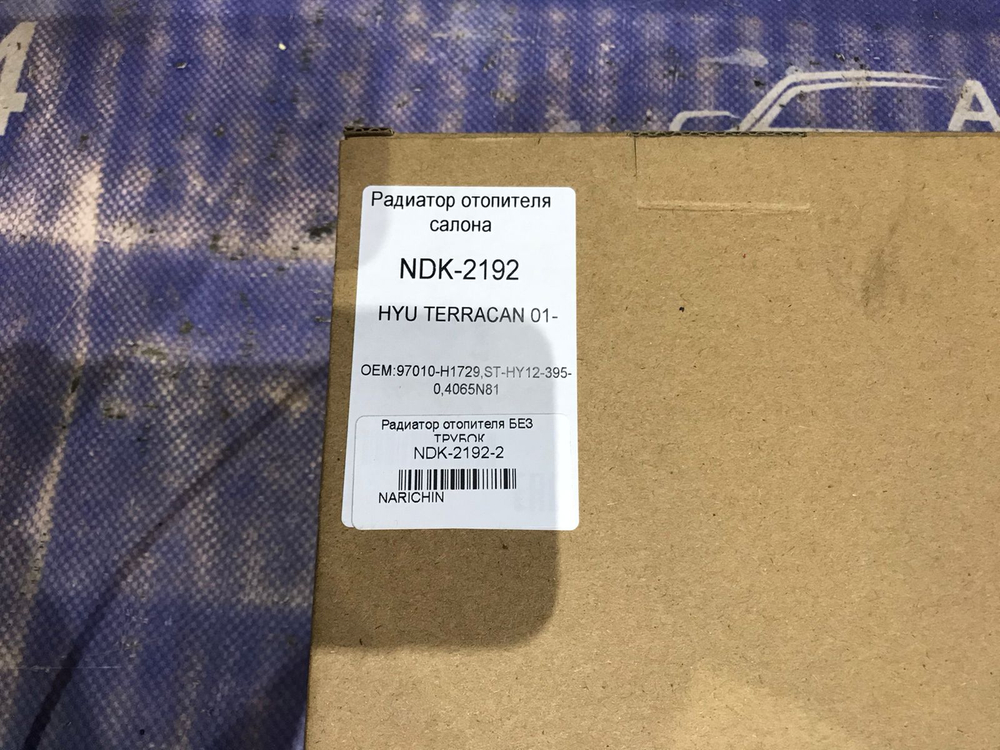 4
A
Радиатор отопителя
салона
NDK-2192
HYU TERRACAN 01-
OEM:97010-H1729,ST-HY12-395-
0,4065N81
Радиатор отопителя БЕЗ
ТРУБОК
NDK-2192-2
NARICHIN